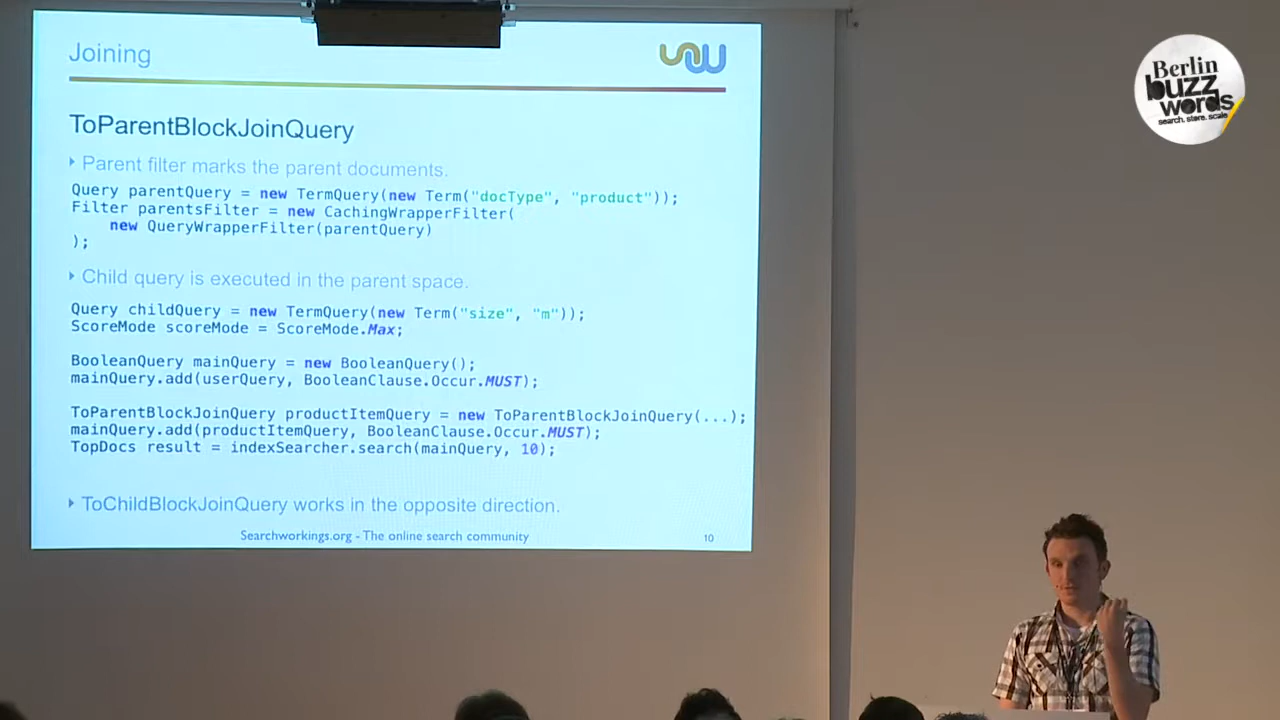 Joining
ToParentBlockJoinQuery
Parent filter marks the parent documents.
Query parentQuery = new TermQuery(new Term("docType", "product"));
Filter parentsFilter = new CachingWrapperFilter(
new QueryWrapperFilter(parentQuery)
);
Child query is executed in the parent space.
Query childQuery = new TermQuery(new Term("size", "m"));
ScoreMode scoreMode = ScoreMode.Max;
BooleanQuery mainQuery = new BooleanQuery();
mainQuery.add(userQuery, BooleanClause.Occur.MUST);
ToParentBlockJoinQuery productItemQuery = new ToParentBlockJoinQuery(...);
mainQuery.add(productItemQuery, BooleanClause.Occur.MUST);
TopDocs result = indexSearcher.search(mainQuery, 10);
ToChildBlockJoinQuery works in the opposite direction.
Searchworkings.org - The online search community
10
Berlin
buzz
words
search. store. scale